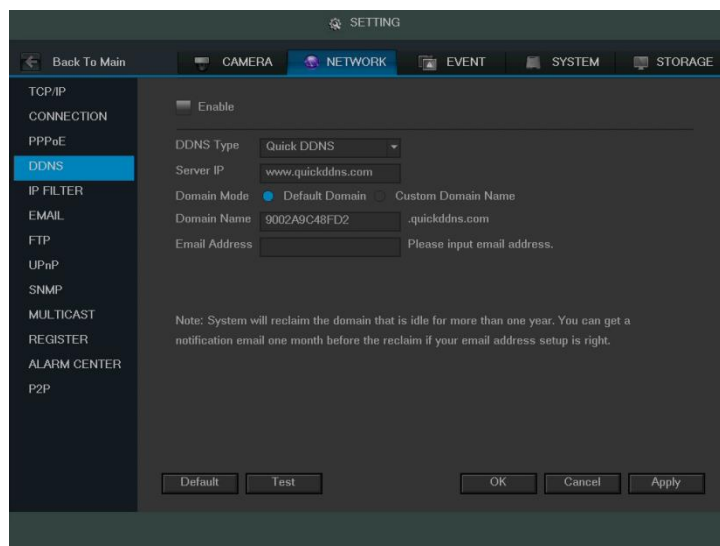 SETTING
Back To Main
CAMERA NETWORK EVENT SYSTEM STORAGE
TCP/IP
CONNECTION
PPPoE
DDNS
IP FILTER
EMAIL
FTP
UPnP
SNMP
MULTICAST
REGISTER
ALARM CENTER
P2P
Enable
DDNS Type Quick DDNS
Server IP www.quickddns.com
Domain Mode Default Domain Custom Domain Name
Domain Name 9002A9C48FD2 .quickddns.com
Email Address Please input email address.
Note: System will reclaim the domain that is idle for more than one year. You can get a
notification email one month before the reclaim if your email address setup is right.
Default Test OK Cancel Apply